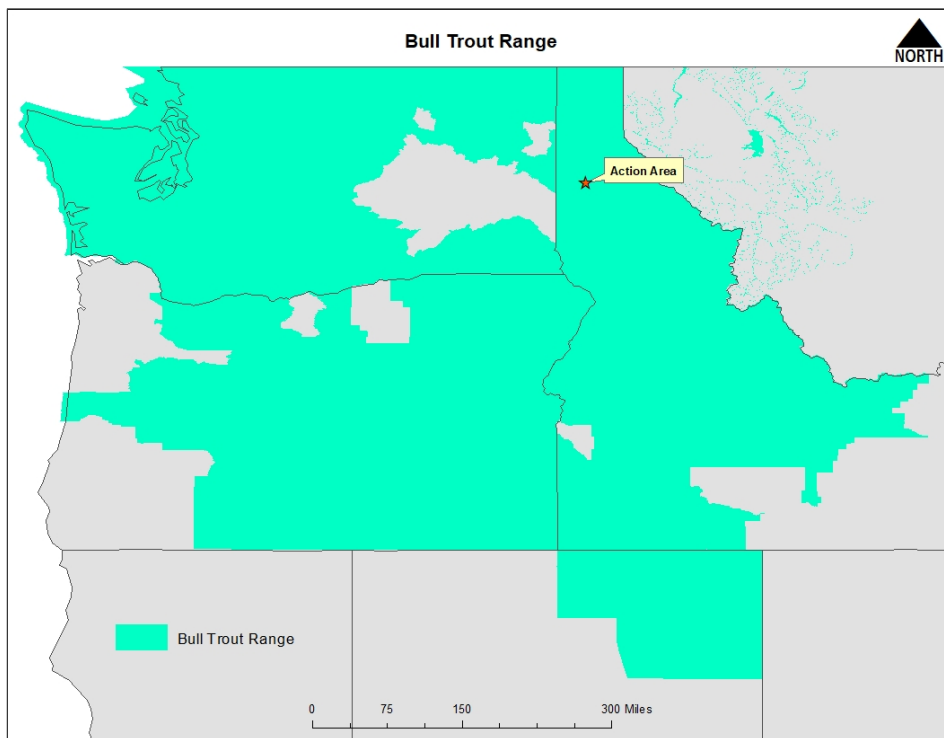 Bull Trout Range
NORTH
Action Area
Bull Trout Range
0 75 150 300 Miles